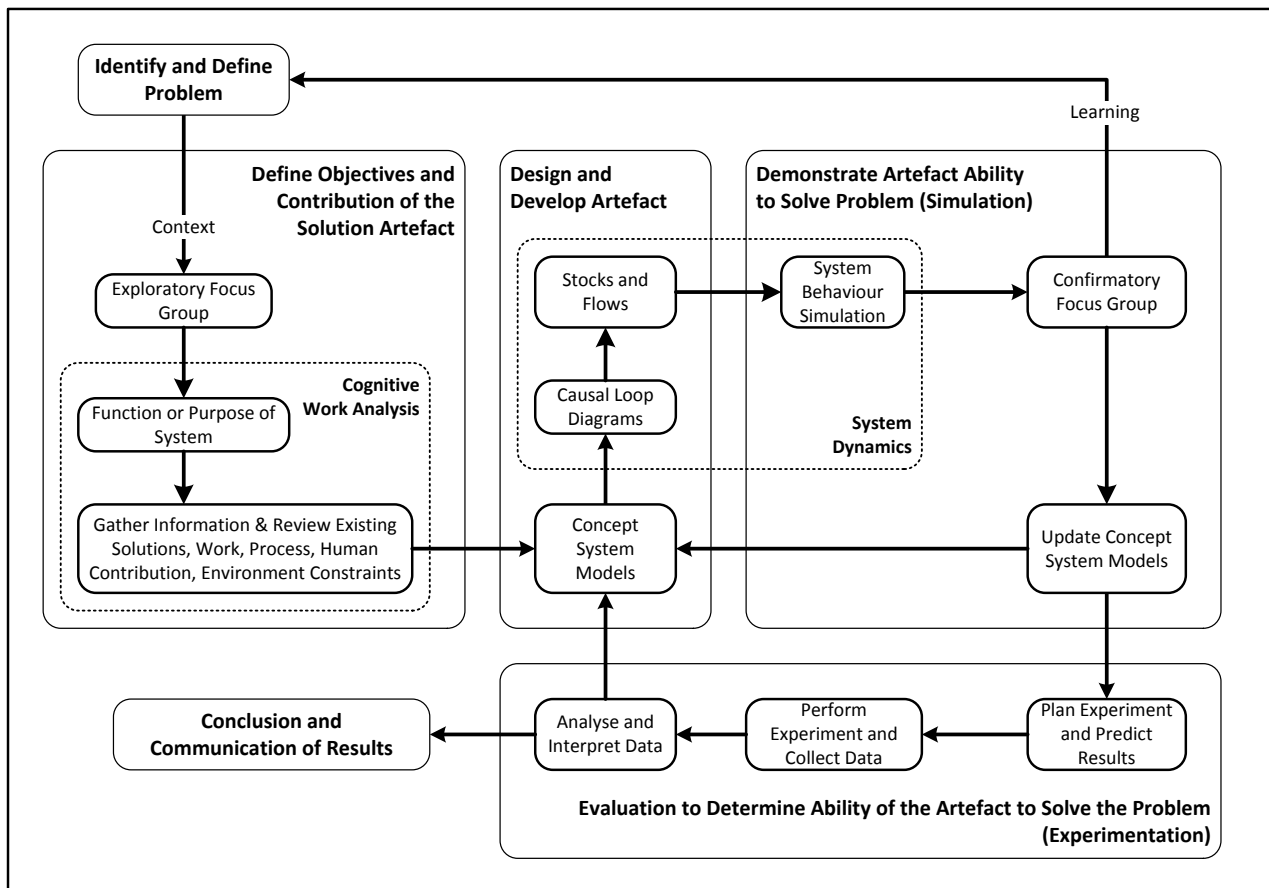 Identify and Define
Problem
Learning
Define Objectives and
Contribution of the
Solution Artefact
Context
Exploratory Focus
Group
Cognitive
Work Analysis
Function or Purpose of
System
Gather Information & Review Existing
Solutions, Work, Process, Human
Contribution, Environment Constraints
Design and
Develop Artefact
Stocks and
Flows
Causal Loop
Diagrams
Concept
System
Models
Demonstrate Artefact Ability
to Solve Problem (Simulation)
System
Behaviour
Simulation
System
Dynamics
Confirmatory
Focus Group
Update Concept
System Models
Conclusion and
Communication of Results
Analyse and
Interpret Data
Perform
Experiment and
Collect Data
Plan Experiment
and Predict
Results
Evaluation to Determine Ability of the Artefact to Solve the Problem
(Experimentation)